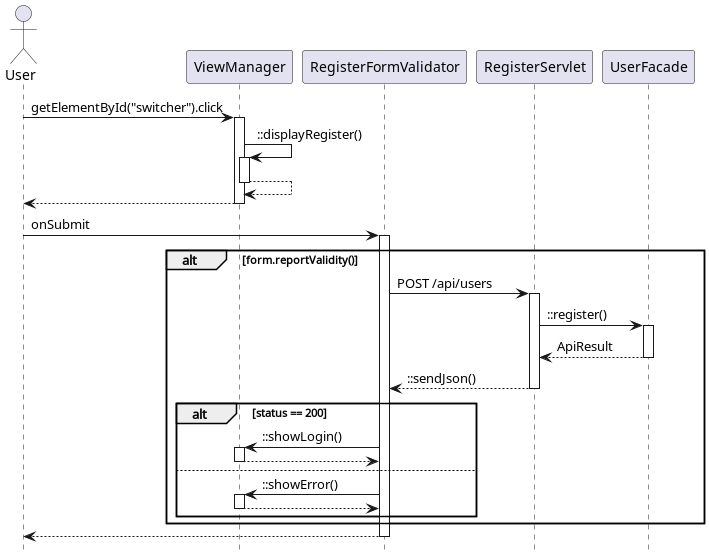 User
ViewManager
RegisterFormValidator
RegisterServlet
UserFacade
getElementById("switcher").click
::displayRegister()
onSubmit
alt [form.reportValidity()]
POST /api/users
::register()
ApiResult
::sendJson()
alt [status == 200]
::showLogin()
::showError()